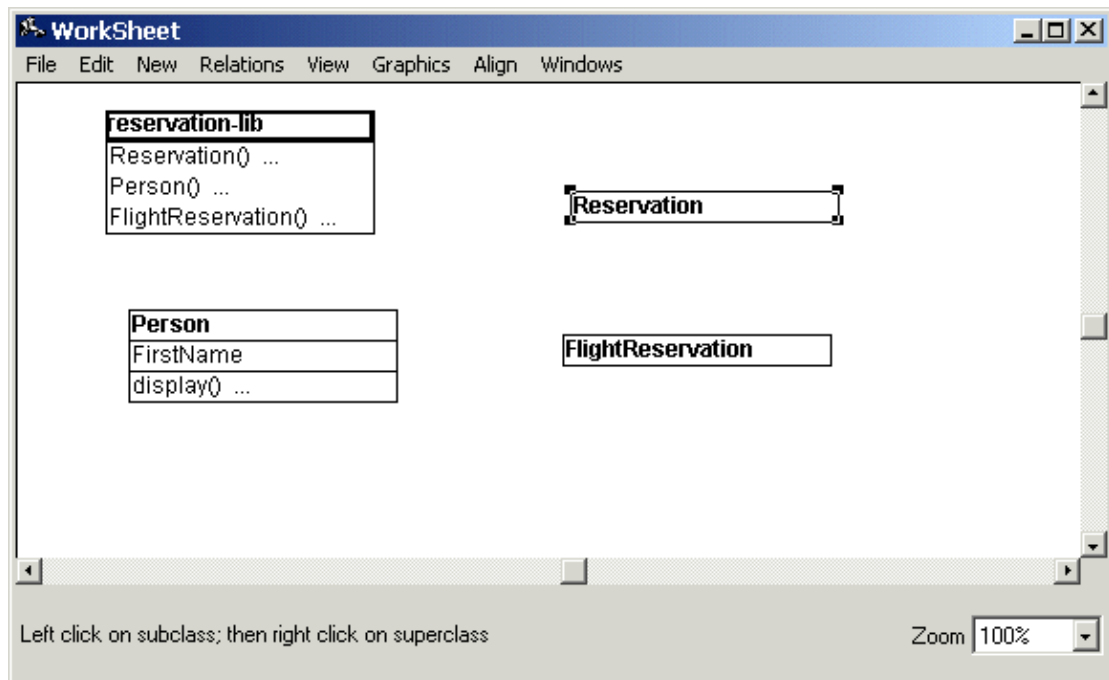 WorkSheet
File Edit New Relations View Graphics Align Windows
reservation-lib
Reservation() ...
Person() ...
FlightReservation() ...
Reservation
Person
FirstName
display() ...
FlightReservation
Left click on subclass; then right click on superclass
Zoom 100%